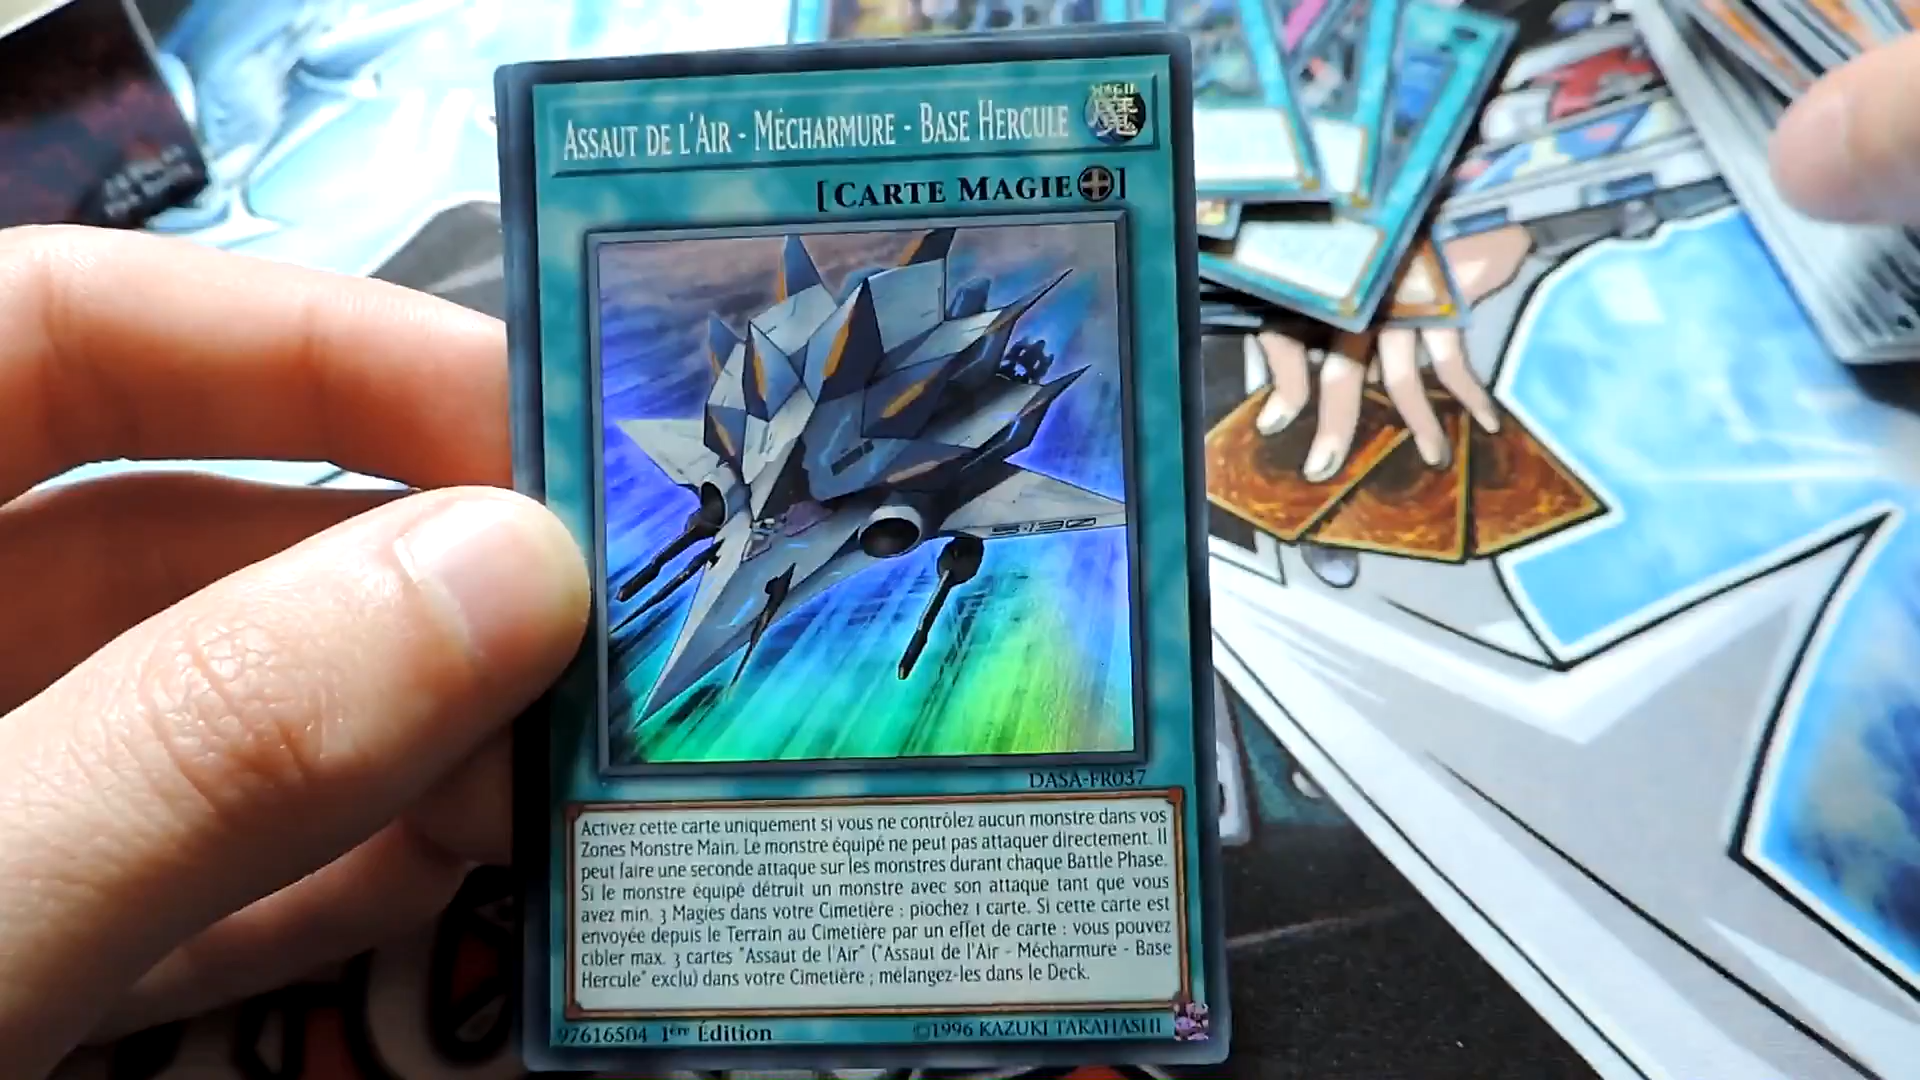 Assaut de l'Air - Mécharmure - Base Hercule
[Carte Magie]
S-130
DASA-FR037
Activez cette carte uniquement si vous ne contrôlez aucun monstre dans vos
Zones Monstre Main. Le monstre équipé ne peut pas attaquer directement. Il
peut faire une seconde attaque sur les monstres durant chaque Battle Phase.
Si le monstre équipé détruit un monstre avec son attaque tant que vous
avez min. 3 Magies dans votre Cimetière : piochez 1 carte. Si cette carte est
envoyée depuis le Terrain au Cimetière par un effet de carte : vous pouvez
cibler max. 3 cartes "Assaut de l'Air" ("Assaut de l'Air - Mécharmure - Base
Hercule" exclu) dans votre Cimetière ; mélangez-les dans le Deck.
97616504 1ère Édition
©1996 KAZUKI TAKAHASHI